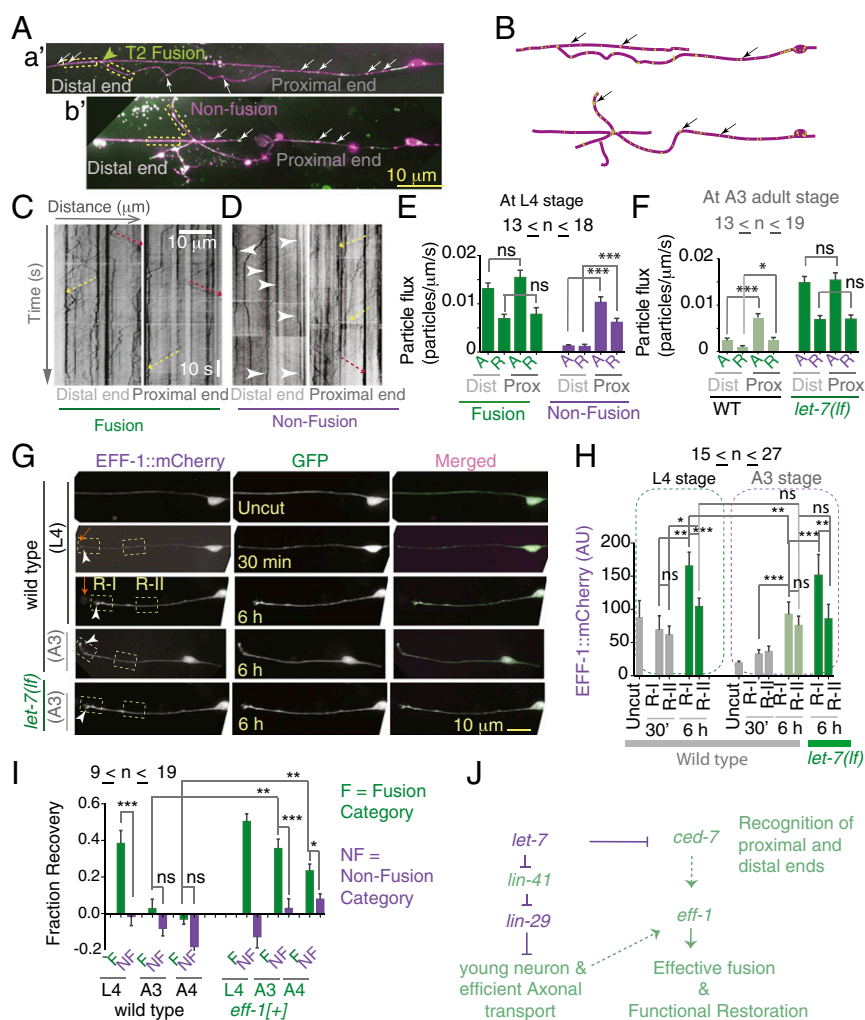 A
a'
T2 Fusion
Distal end
Proximal end
b'
Non-fusion
Distal end
Proximal end
10 µm
B
C
Distance (µm)
Time (s)
10 µm
10 s
Distal end
Proximal end
Fusion
D
Distal end
Proximal end
Non-Fusion
E
At L4 stage
13 < n < 18
Particle flux
(particles/µm/s)
0.02
0.01
0
ns
ns
***
***
A R A R A R A R
Dist Prox Dist Prox
Fusion Non-Fusion
F
At A3 adult stage
13 < n < 19
Particle flux
(particles/µm/s)
0.02
0.01
0
***
*
ns
ns
A R A R A R A R
Dist Prox Dist Prox
WT let-7(lf)
G
EFF-1::mCherry GFP Merged
wild type
(L4)
Uncut
30 min
R-I R-II
6 h
(A3)
6 h
let-7(lf)
(A3)
6 h
10 µm
H
15 < n < 27
L4 stage A3 stage
EFF-1::mCherry (AU)
200
150
100
50
0
ns
ns
** *** **
* ** ***
ns
*** ns
Uncut R-I R-II R-I R-II Uncut R-I R-II R-I R-II R-I R-II
30' 6 h 30' 6 h 6 h
Wild type let-7(lf)
I
9 < n < 19
Fraction Recovery
0.6
0.4
0.2
0.0
-0.2
***
ns
ns
**
**
***
*
F NF F NF F NF F NF F NF F NF
L4 A3 A4 L4 A3 A4
wild type eff-1[+]
F = Fusion
Category
NF =
Non-Fusion
Category
J
let-7
lin-41
lin-29
young neuron &
efficient Axonal
transport
ced-7
Recognition of
proximal and
distal ends
eff-1
Effective fusion
&
Functional Restoration